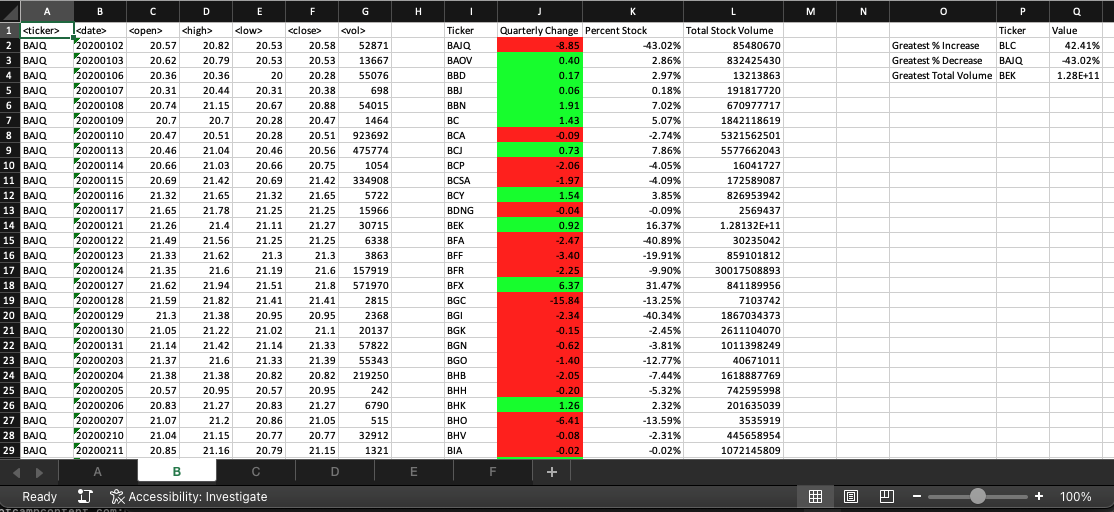 A B C D E F G H I J K L M N O P Q
1 <ticker> <date> <open> <high> <low> <close> <vol> Ticker Quarterly Change Percent Stock Total Stock Volume Ticker Value
2 BAJQ 20200102 20.57 20.82 20.53 20.58 52871 BAJQ -8.85 -43.02% 85480670 Greatest % Increase BLC 42.41%
3 BAJQ 20200103 20.62 20.79 20.53 20.53 13667 BAOV 0.40 2.86% 832425430 Greatest % Decrease BAJQ -43.02%
4 BAJQ 20200106 20.36 20.36 20 20.28 55076 BBD 0.17 2.97% 13213863 Greatest Total Volume BEK 1.28E+11
5 BAJQ 20200107 20.31 20.44 20.31 20.38 698 BBJ 0.06 0.18% 191817720
6 BAJQ 20200108 20.74 21.15 20.67 20.88 54015 BBN 1.91 7.02% 670977717
7 BAJQ 20200109 20.7 20.7 20.28 20.47 1464 BC 1.43 5.07% 1842118619
8 BAJQ 20200110 20.47 20.51 20.28 20.51 923692 BCA -0.09 -2.74% 5321562501
9 BAJQ 20200113 20.46 21.04 20.46 20.56 475774 BCJ 0.73 7.86% 5577662043
10 BAJQ 20200114 20.66 21.03 20.66 20.75 1054 BCP -2.06 -4.05% 16041727
11 BAJQ 20200115 20.69 21.42 20.69 21.42 334908 BCSA -1.97 -4.09% 172589087
12 BAJQ 20200116 21.32 21.65 21.32 21.65 5722 BCY 1.54 3.85% 826953942
13 BAJQ 20200117 21.65 21.78 21.25 21.25 15966 BDNG -0.04 -0.09% 2569437
14 BAJQ 20200121 21.26 21.4 21.11 21.27 30715 BEK 0.92 16.37% 1.28132E+11
15 BAJQ 20200122 21.49 21.56 21.25 21.25 6338 BFA -2.47 -40.89% 30235042
16 BAJQ 20200123 21.33 21.62 21.3 21.3 3863 BFF -3.40 -19.91% 859101812
17 BAJQ 20200124 21.35 21.6 21.19 21.6 157919 BFR -2.25 -9.90% 30017508893
18 BAJQ 20200127 21.62 21.94 21.51 21.8 571970 BFX 6.37 31.47% 841189956
19 BAJQ 20200128 21.59 21.82 21.41 21.41 2815 BGC -15.84 -13.25% 7103742
20 BAJQ 20200129 21.3 21.38 20.95 20.95 2368 BGI -2.34 -40.34% 1867034373
21 BAJQ 20200130 21.05 21.22 21.02 21.1 20137 BGK -0.15 -2.45% 2611104070
22 BAJQ 20200131 21.14 21.42 21.14 21.33 57822 BGN -0.62 -3.81% 1011398249
23 BAJQ 20200203 21.37 21.6 21.33 21.39 55343 BGO -1.40 -12.77% 40671011
24 BAJQ 20200204 21.38 21.38 20.82 20.82 219250 BHB -2.05 -7.44% 1618887769
25 BAJQ 20200205 20.57 20.95 20.57 20.95 242 BHH -0.20 -5.32% 742595998
26 BAJQ 20200206 20.83 21.27 20.83 21.27 6790 BHK 1.26 2.32% 201635039
27 BAJQ 20200207 21.07 21.2 20.86 21.05 515 BHO -6.41 -13.59% 3535919
28 BAJQ 20200210 21.04 21.15 20.77 20.77 32912 BHV -0.08 -2.31% 445658954
29 BAJQ 20200211 20.85 21.16 20.79 21.15 1321 BIA -0.02 -0.02% 1072145809
A B C D E F +
Ready Accessibility: Investigate - + 100%